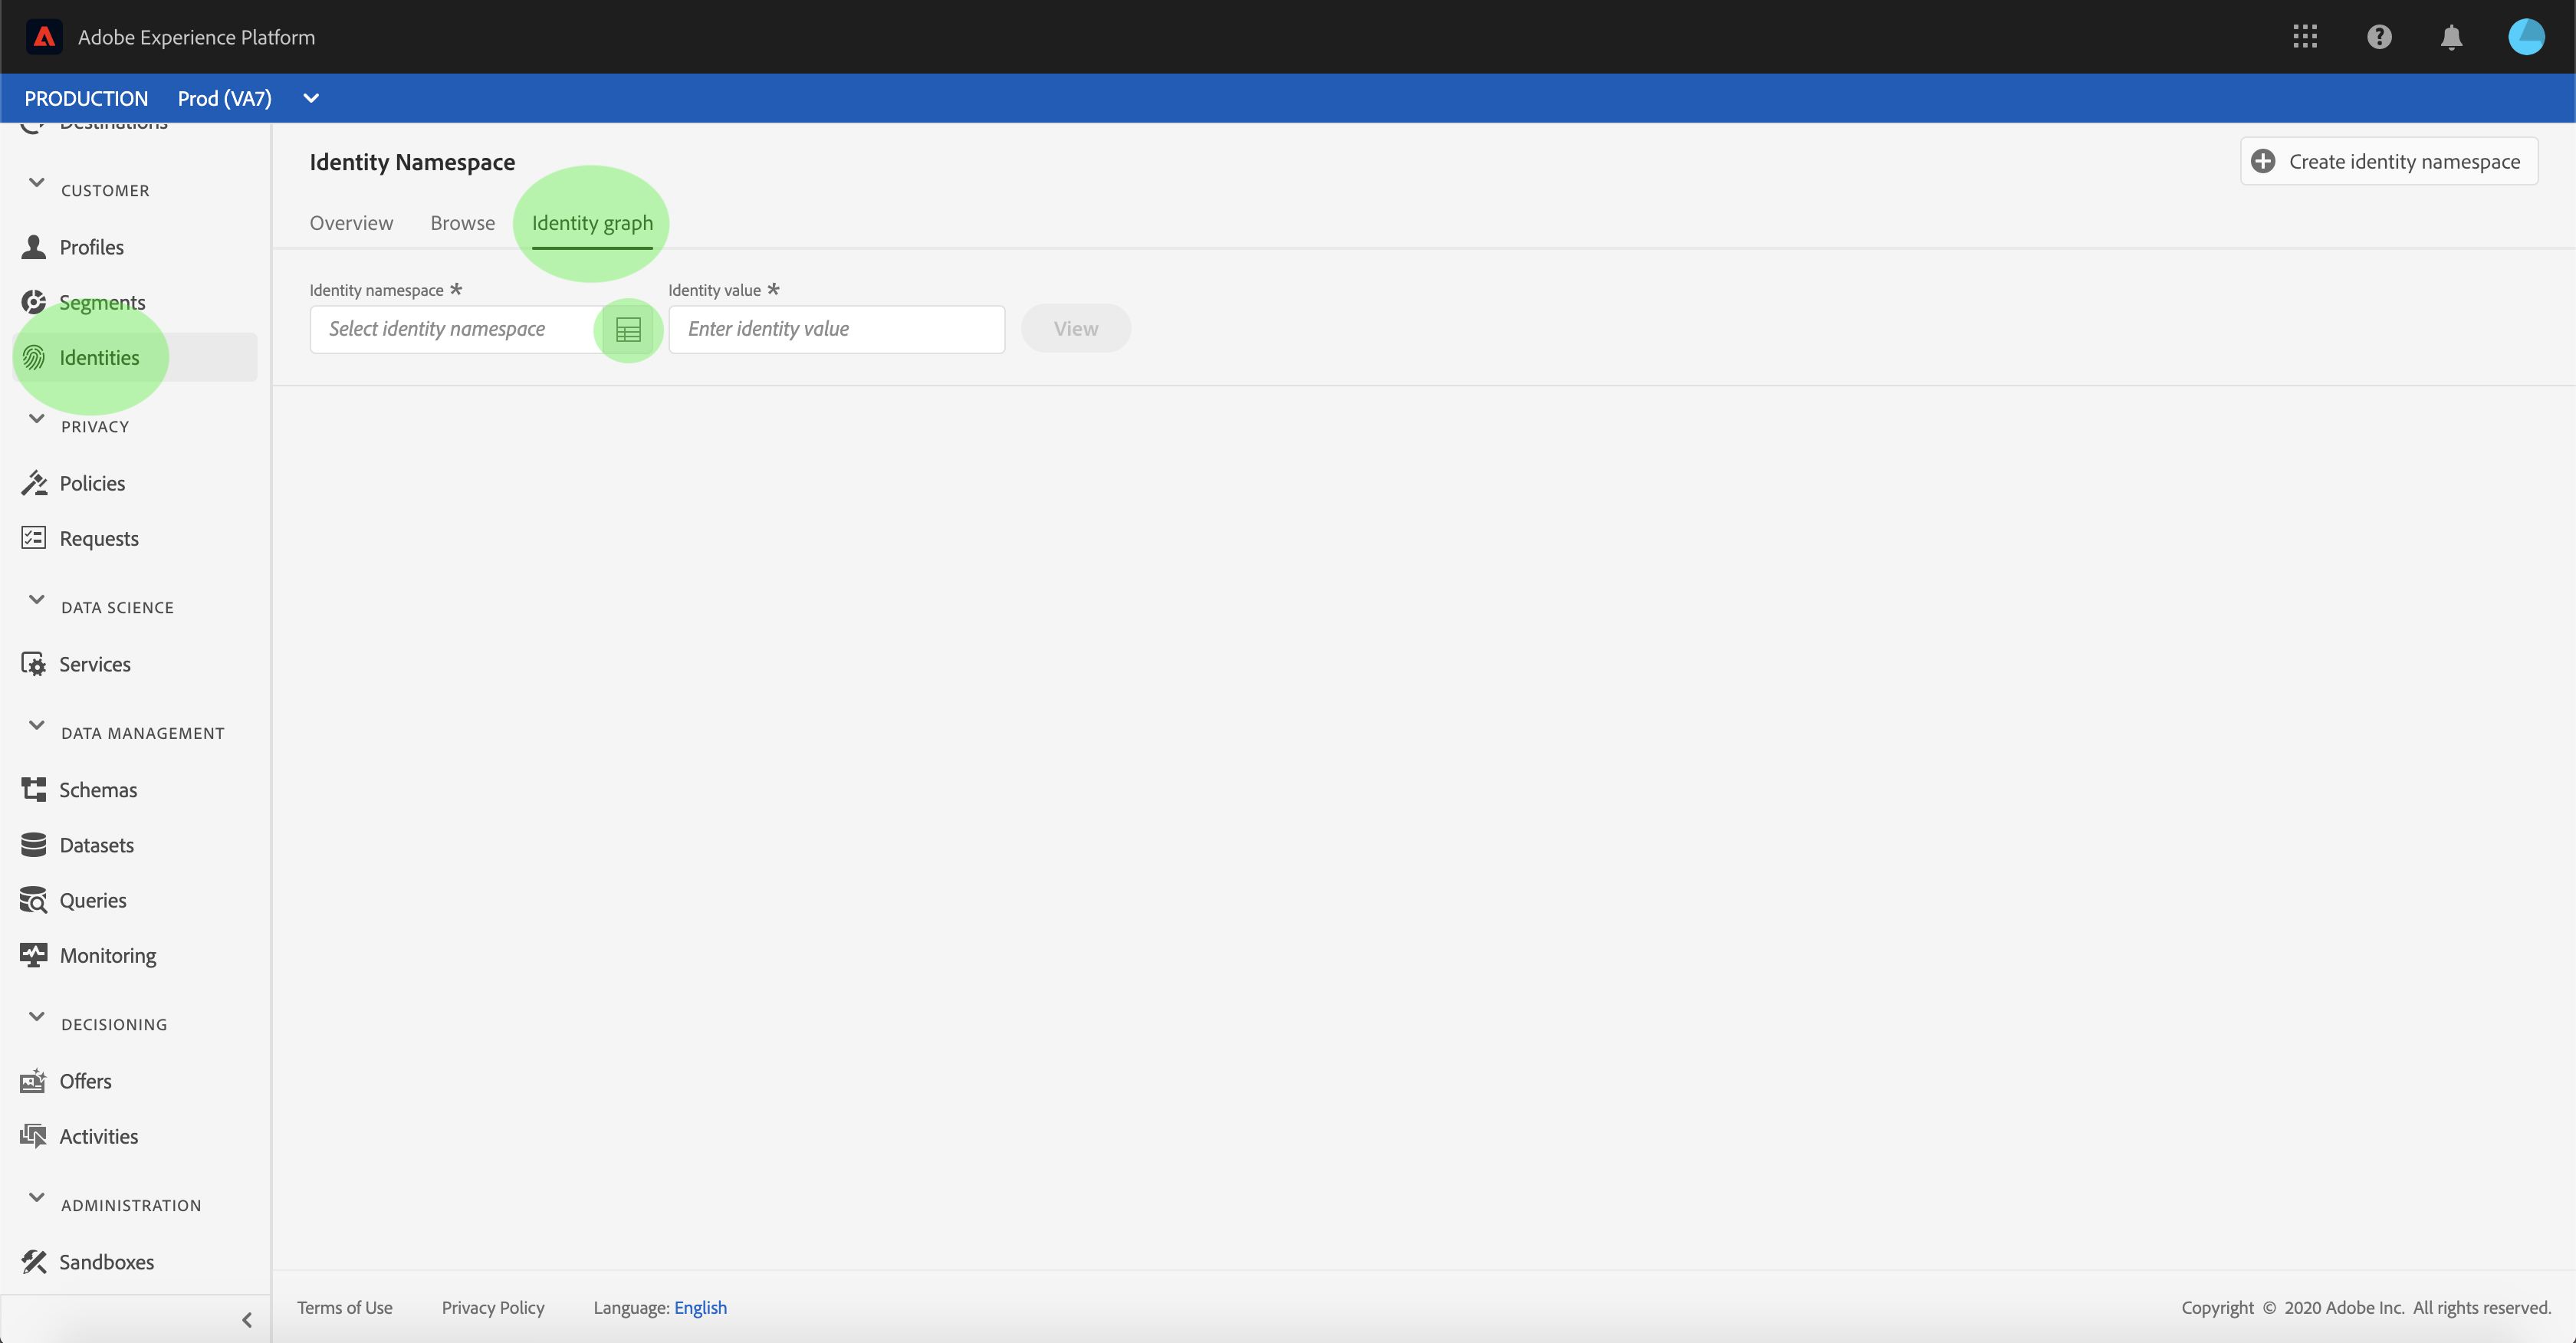 Adobe Experience Platform
PRODUCTION Prod (VA7)
Destinations
CUSTOMER
Profiles
Segments
Identities
PRIVACY
Policies
Requests
DATA SCIENCE
Services
DATA MANAGEMENT
Schemas
Datasets
Queries
Monitoring
DECISIONING
Offers
Activities
ADMINISTRATION
Sandboxes
Identity Namespace
Create identity namespace
Overview Browse Identity graph
Identity namespace * Identity value *
Select identity namespace Enter identity value View
Terms of Use Privacy Policy Language: English Copyright © 2020 Adobe Inc. All rights reserved.